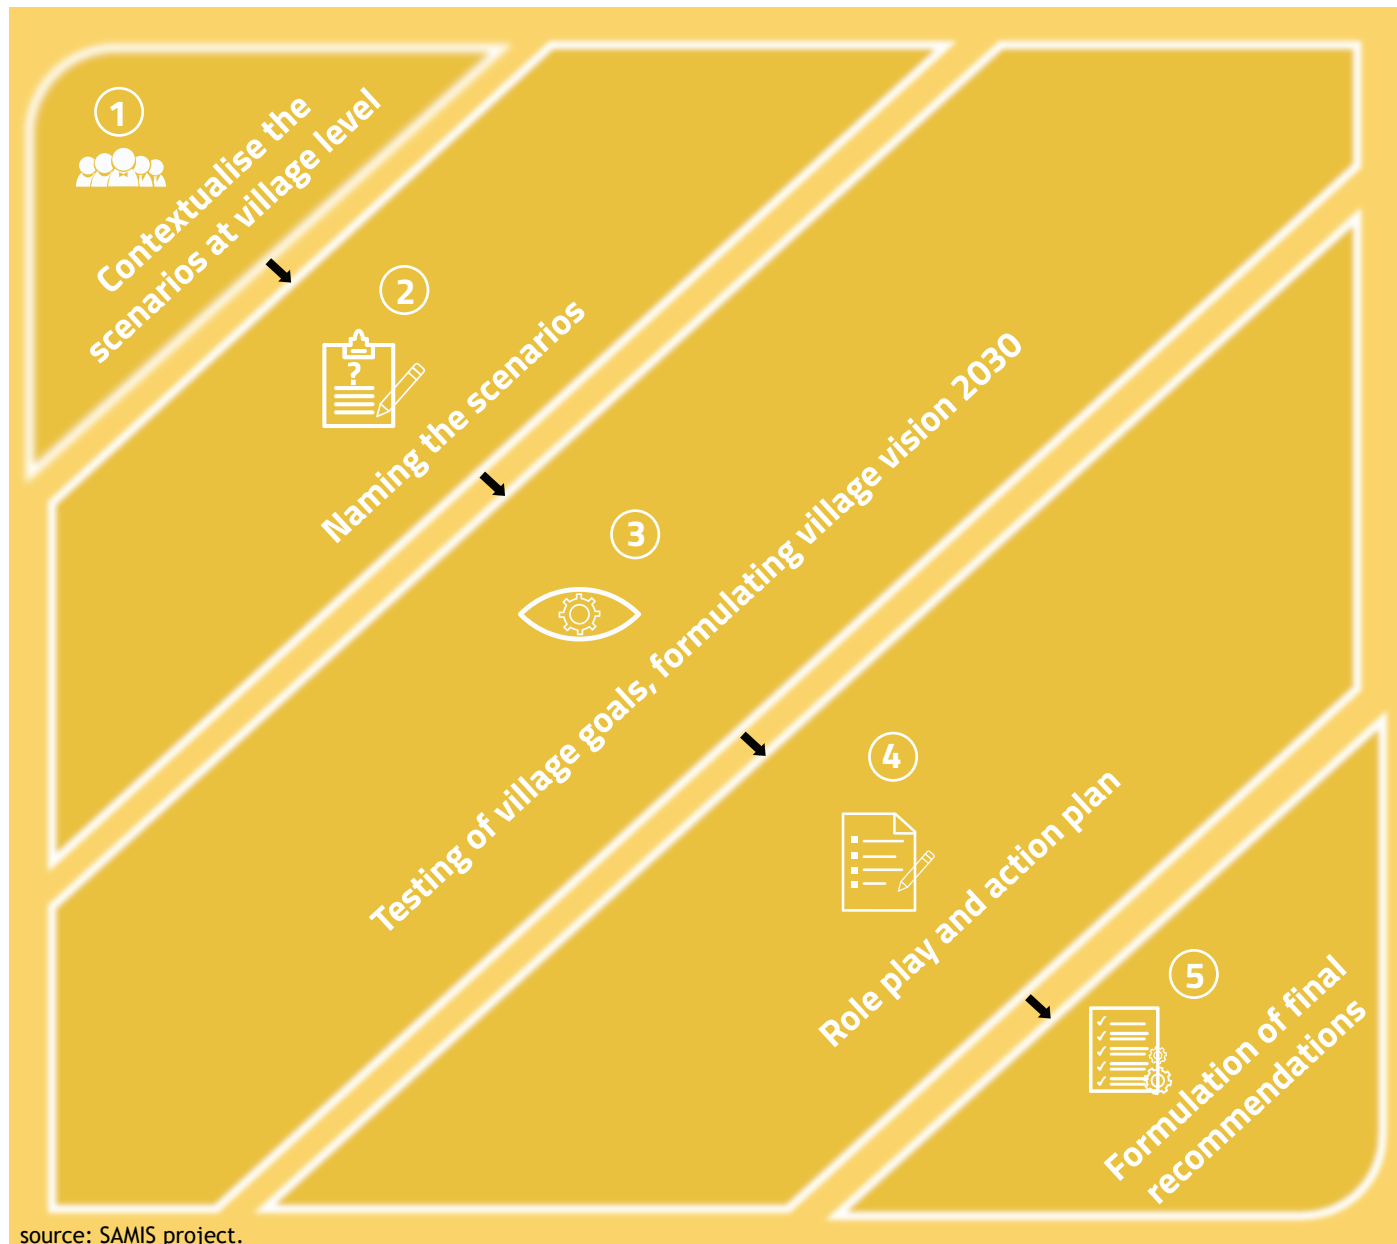 1
Contextualise the
scenarios at village level
2
?
Naming the scenarios
3
Testing of village goals, formulating village vision 2030
4
Role play and action plan
5
Formulation of final
recommendations
source: SAMIS project.